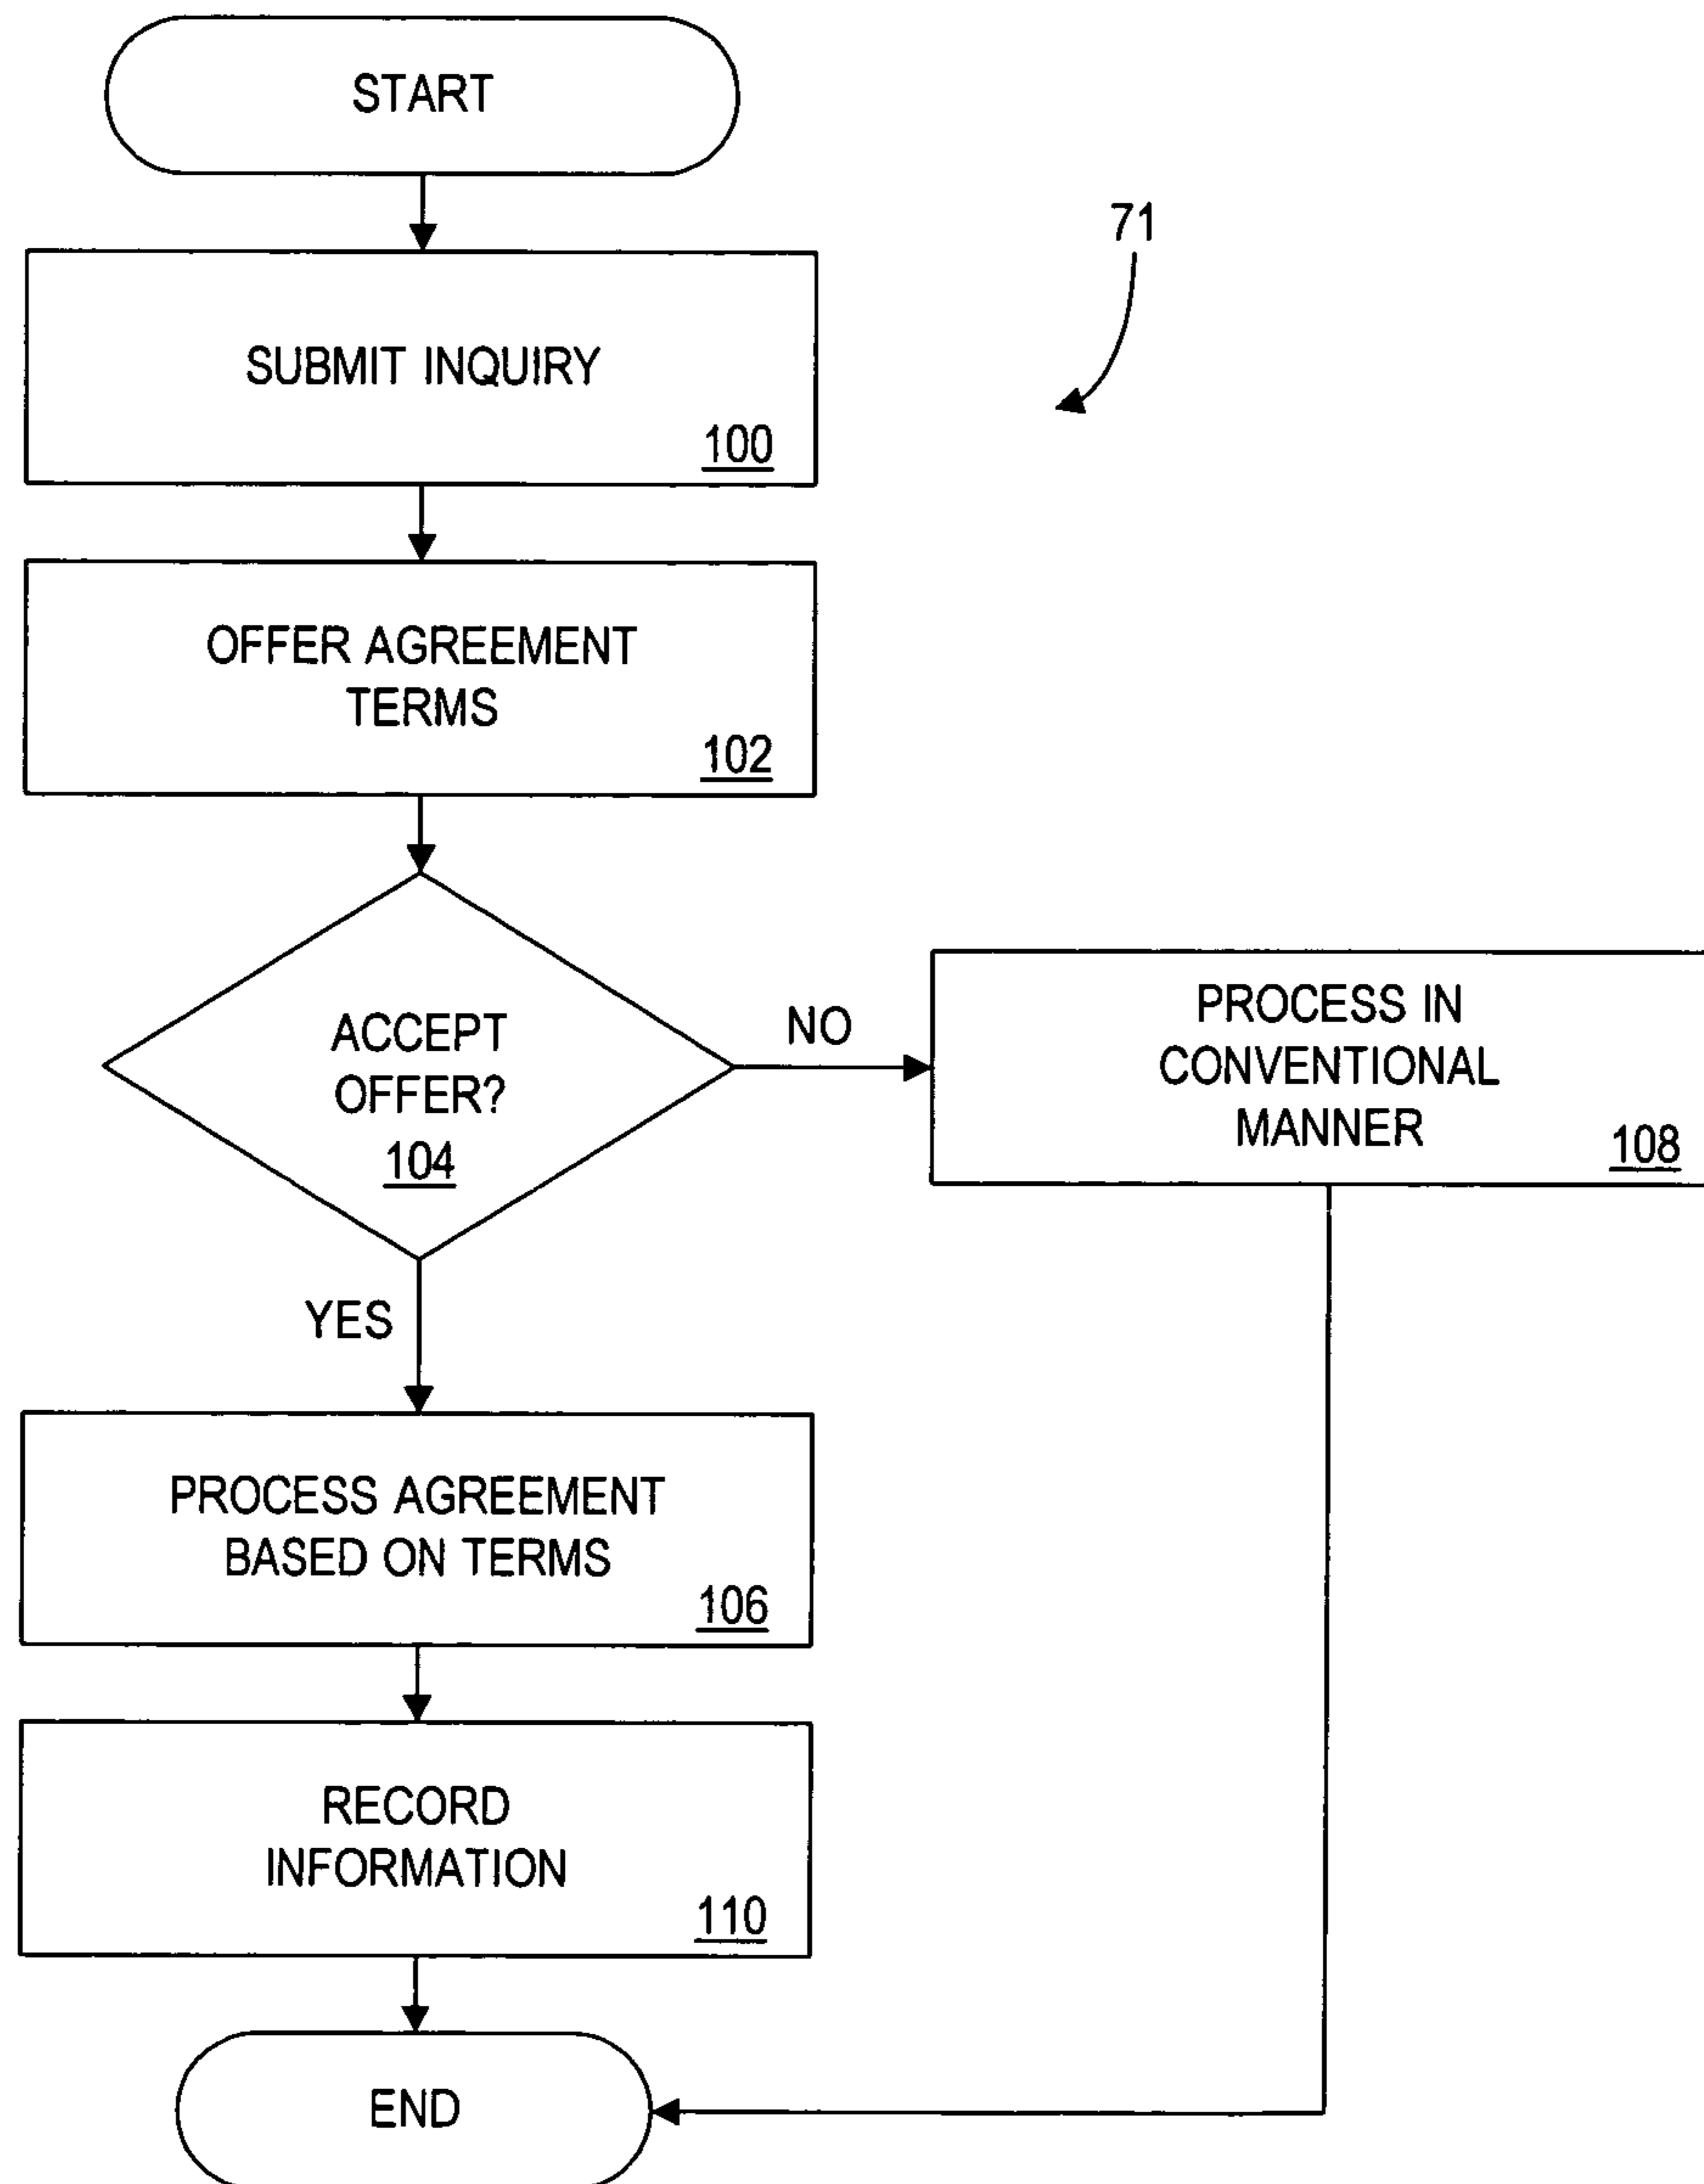 START
71
SUBMIT INQUIRY
100
OFFER AGREEMENT
TERMS
102
ACCEPT
OFFER?
104
NO
PROCESS IN
CONVENTIONAL
MANNER
108
YES
PROCESS AGREEMENT
BASED ON TERMS
106
RECORD
INFORMATION
110
END